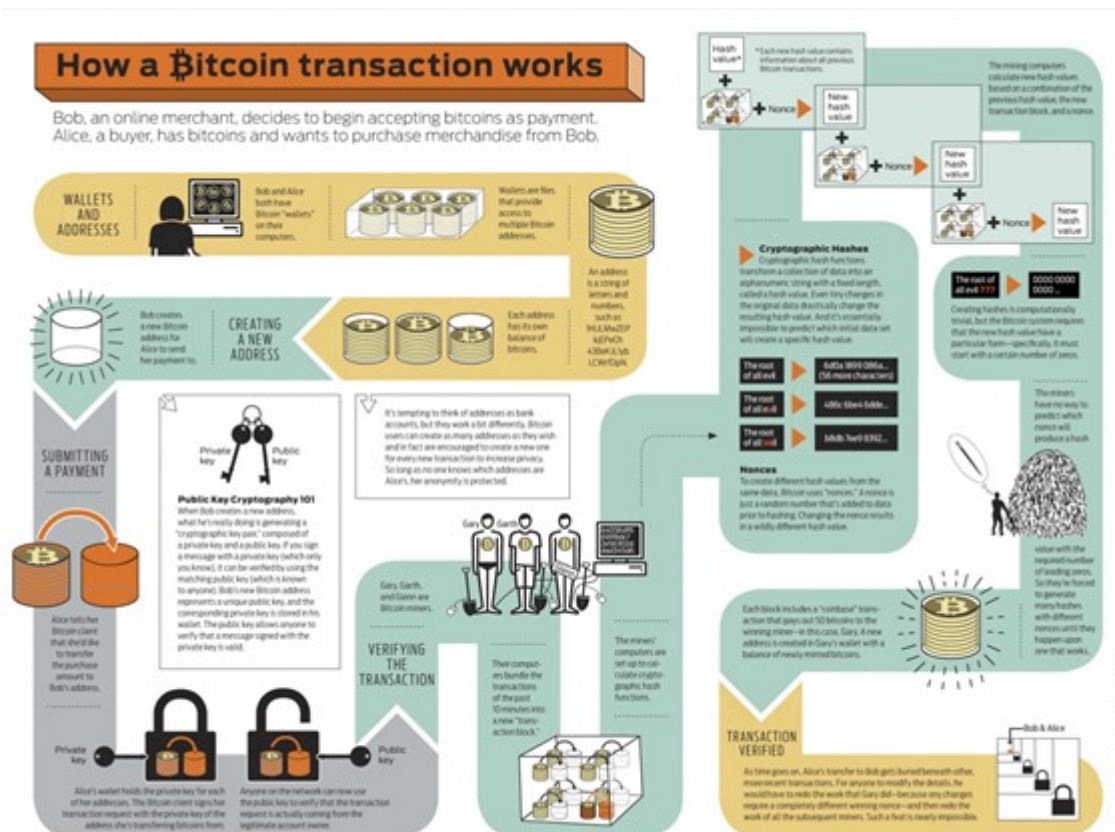 How a Bitcoin transaction works
Bob, an online merchant, decides to begin accepting bitcoins as payment.
Alice, a buyer, has bitcoins and wants to purchase merchandise from Bob.
WALLETS
AND
ADDRESSES
Bob and Alice
both have
Bitcoin "wallets"
on their
computers.
Wallets are files
that provide
access to
multiple Bitcoin
addresses.
An address
is a string of
letters and
numbers,
such as
CREATING
A NEW
ADDRESS
Each address
has its own
balance of
bitcoins.
Bob creates
a new Bitcoin
address for
Alice to send
her payment to.
SUBMITTING
A PAYMENT
Private
key
Public
key
Public Key Cryptography 101
When Bob creates a new address,
what he's really doing is generating a
"cryptographic key pair," composed of
a private key and a public key. If you sign
a message with a private key (which only
you know), it can be verified by using the
matching public key (which is known
to anyone). Bob's new Bitcoin address
represents a unique public key, and the
corresponding private key is stored in his
wallet. The public key allows anyone to
verify that a message signed with the
private key is valid.
It's tempting to think of addresses as bank
accounts, but they work a bit differently. Bitcoin
users can create as many addresses as they wish
and in fact are encouraged to create a new one
for every new transaction to increase privacy.
So long as no one knows which addresses are
Alice's, her anonymity is protected.
Alice tells her
Bitcoin client
that she'd like
to transfer
the purchase
amount to
Bob's address.
Private
key
Public
key
Alice's wallet holds the private key for each
of her addresses. The Bitcoin client signs her
transaction request with the private key of the
address she's transferring bitcoins from.
Anyone on the network can now use
the public key to verify that the transaction
request is actually coming from the
legitimate account owner.
VERIFYING
THE
TRANSACTION
Gary Garth
Gary, Garth,
and Glenn are
Bitcoin miners.
Their comput-
ers bundle the
transactions
of the past
10 minutes into
a new "trans-
action block."
The miners'
computers are
set up to cal-
culate crypto-
graphic hash
functions.
Hash
value*
* Each new hash value contains
information about all previous
Bitcoin transactions.
+
+ Nonce
New
hash
value
+
+ Nonce
New
hash
value
+
+ Nonce
New
hash
value
The mining computers
calculate new hash values
based on a combination of the
previous hash value, the new
transaction block, and a nonce.
Cryptographic Hashes
Cryptographic hash functions
transform a collection of data into an
alphanumeric string with a fixed length,
called a hash value. Even tiny changes in
the original data drastically change the
resulting hash value. And it's essentially
impossible to predict which initial data set
will create a specific hash value.
The root
of all evil
6d0a 1899 086a...
(56 more characters)
The root
of all
486c 6be4 6dde...
The root
of all
b8db 7ee9 8392...
Nonces
To create different hash values from the
same data, Bitcoin uses "nonces." A nonce is
just a random number that's added to data
prior to hashing. Changing the nonce results
in a wildly different hash value.
The root of
all evil ???
0000 0000
0000 ...
Creating hashes is computationally
trivial, but the Bitcoin system requires
that the new hash value have a
particular form—specifically, it must
start with a certain number of zeros.
The miners
have no way to
predict which
nonce will
produce a hash
value with the
required number
of leading zeros.
So they're forced
to generate
many hashes
with different
nonces until they
happen upon
one that works.
Each block includes a "coinbase" trans-
action that pays out 50 bitcoins to the
winning miner—in this case, Gary. A new
address is created in Gary's wallet with a
balance of newly minted bitcoins.
TRANSACTION
VERIFIED
Bob & Alice
As time goes on, Alice's transfer to Bob gets buried beneath other,
more recent transactions. For anyone to modify the details, he
would have to redo the work that Gary did—because any changes
require a completely different winning nonce—and then redo the
work of all the subsequent miners. Such a feat is nearly impossible.